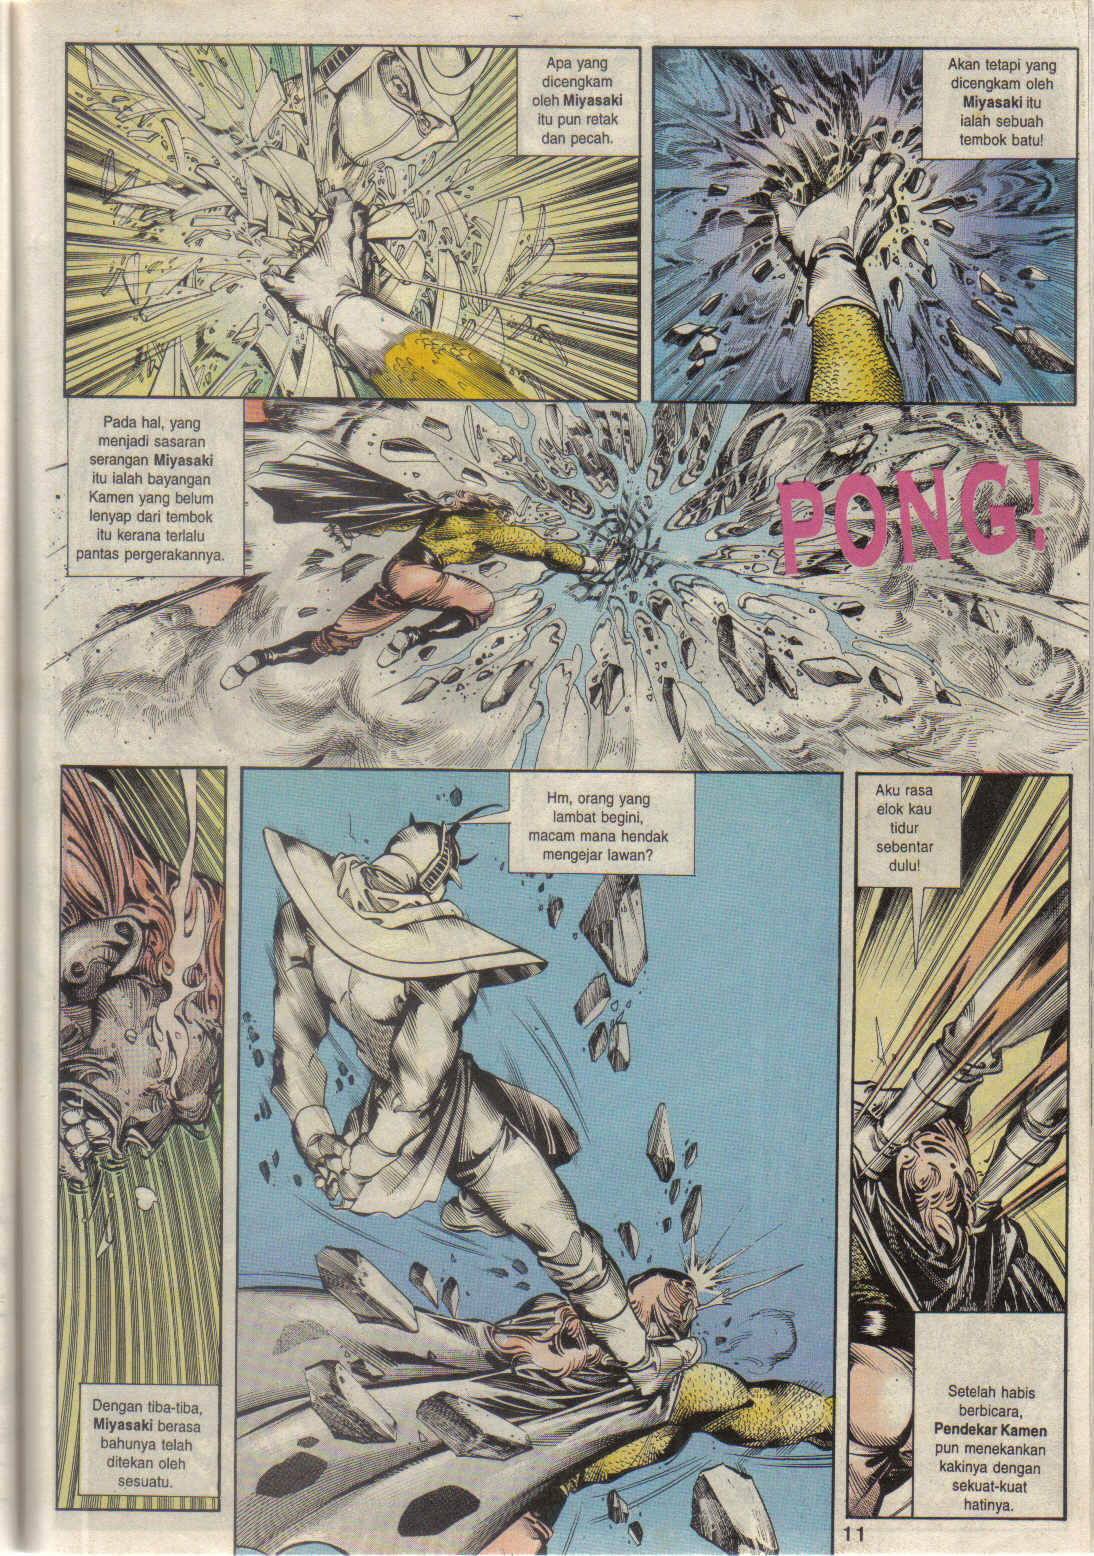 Apa yang
dicengkam
oleh Miyasaki
itu pun retak
dan pecah.
Akan tetapi yang
dicengkam oleh
Miyasaki itu
ialah sebuah
tembok batu!
Pada hal, yang
menjadi sasaran
serangan Miyasaki
itu ialah bayangan
Kamen yang belum
lenyap dari tembok
itu kerana terlalu
pantas pergerakannya.
PONG!
Dengan tiba-tiba,
Miyasaki berasa
bahunya telah
ditekan oleh
sesuatu.
Hm, orang yang
lambat begini,
macam mana hendak
mengejar lawan?
Aku rasa
elok kau
tidur
sebentar
dulu!
Setelah habis
berbicara,
Pendekar Kamen
pun menekankan
kakinya dengan
sekuat-kuat
hatinya.
11